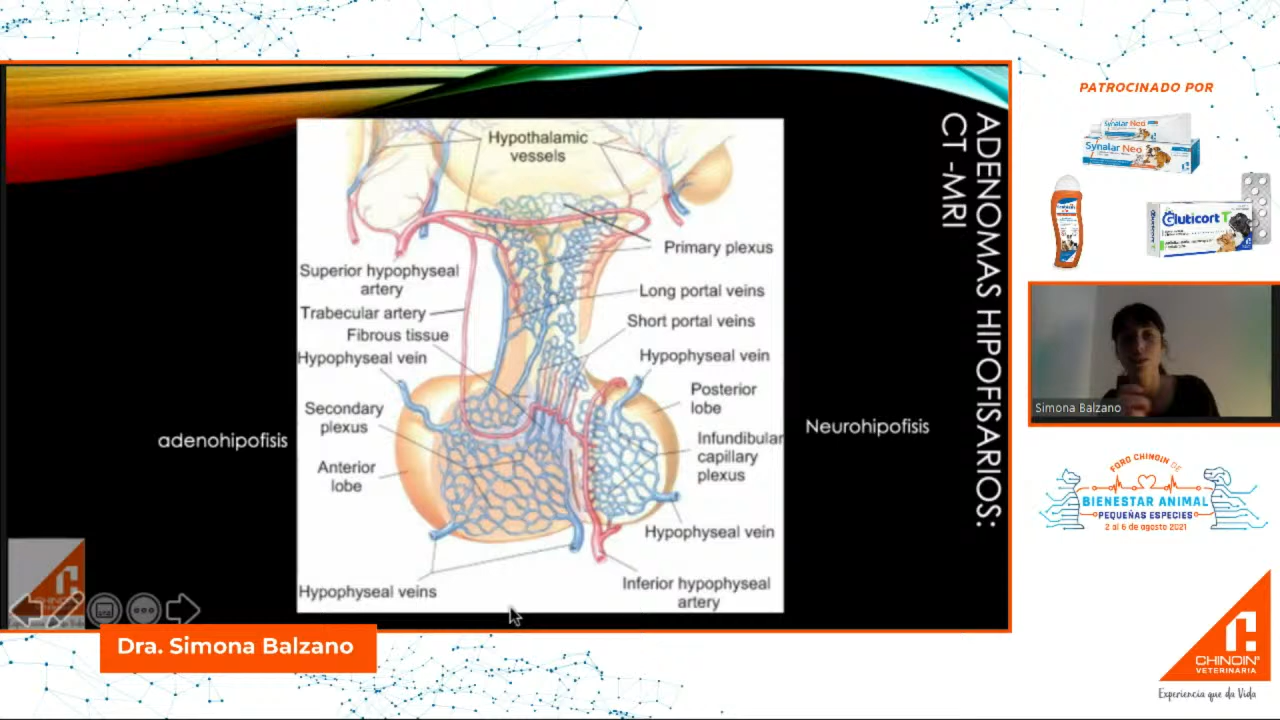 PATROCINADO POR
Synalar Neo
Synalar Neo
Gluticort T
ADENOMAS HIPOFISARIOS:
CT -MRI
Hypothalamic
vessels
Primary plexus
Superior hypophyseal
artery
Long portal veins
Trabecular artery
Short portal veins
Fibrous tissue
Hypophyseal vein
Hypophyseal vein
Posterior
lobe
Secondary
plexus
Infundibular
capillary
plexus
Anterior
lobe
adenohipofisis
Neurohipofisis
Hypophyseal vein
Hypophyseal veins
Inferior hypophyseal
artery
Simona Balzano
FORO CHINOIN DE
BIENESTAR ANIMAL
PEQUEÑAS ESPECIES
2 al 6 de agosto 2021
Dra. Simona Balzano
CHINOIN
VETERINARIA
Experiencia que da Vida